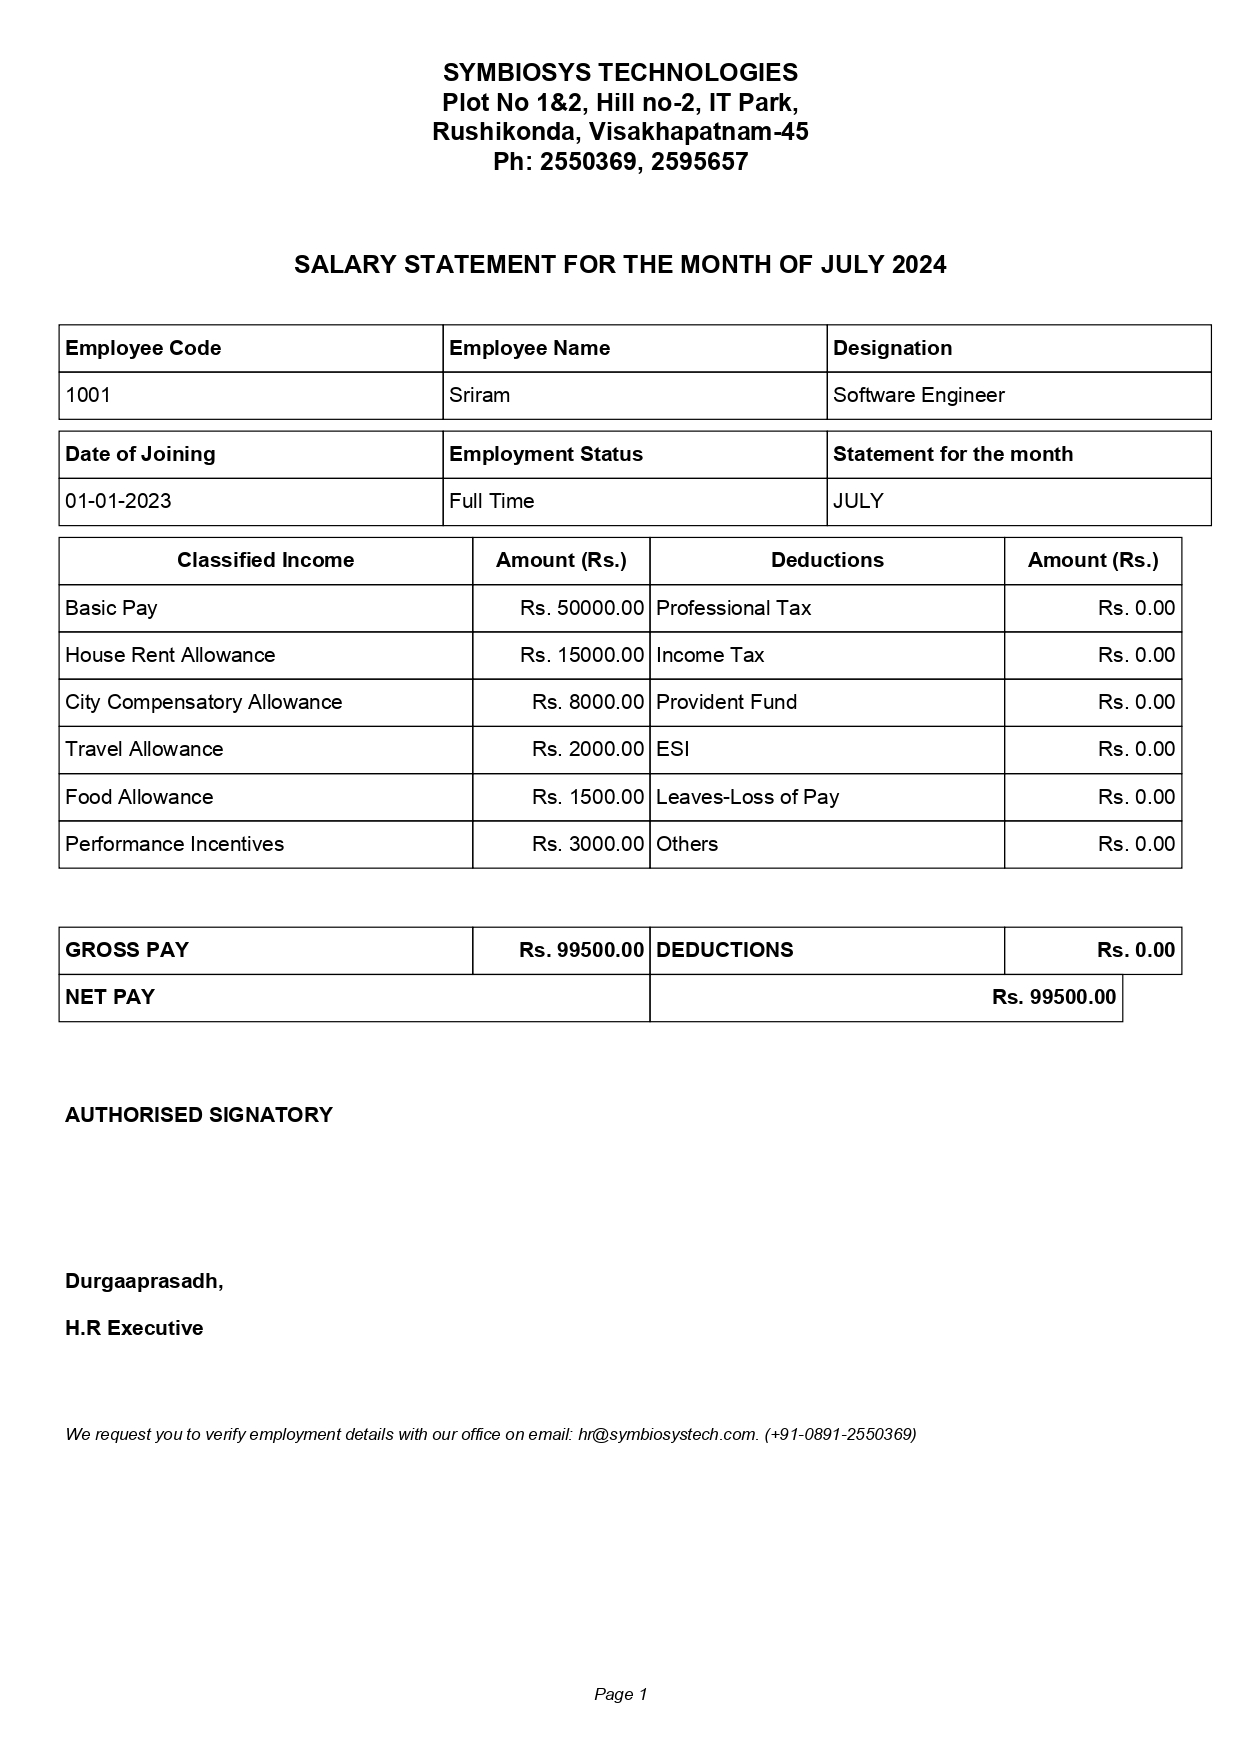 SYMBIOSYS TECHNOLOGIES
Plot No 1&2, Hill no-2, IT Park,
Rushikonda, Visakhapatnam-45
Ph: 2550369, 2595657
SALARY STATEMENT FOR THE MONTH OF JULY 2024
Employee Code Employee Name Designation
1001 Sriram Software Engineer
Date of Joining Employment Status Statement for the month
01-01-2023 Full Time JULY
Classified Income Amount (Rs.) Deductions Amount (Rs.)
Basic Pay Rs. 50000.00 Professional Tax Rs. 0.00
House Rent Allowance Rs. 15000.00 Income Tax Rs. 0.00
City Compensatory Allowance Rs. 8000.00 Provident Fund Rs. 0.00
Travel Allowance Rs. 2000.00 ESI Rs. 0.00
Food Allowance Rs. 1500.00 Leaves-Loss of Pay Rs. 0.00
Performance Incentives Rs. 3000.00 Others Rs. 0.00
GROSS PAY Rs. 99500.00 DEDUCTIONS Rs. 0.00
NET PAY Rs. 99500.00
AUTHORISED SIGNATORY
Durgaaprasadh,
H.R Executive
We request you to verify employment details with our office on email: hr@symbiosystech.com. (+91-0891-2550369)
Page 1